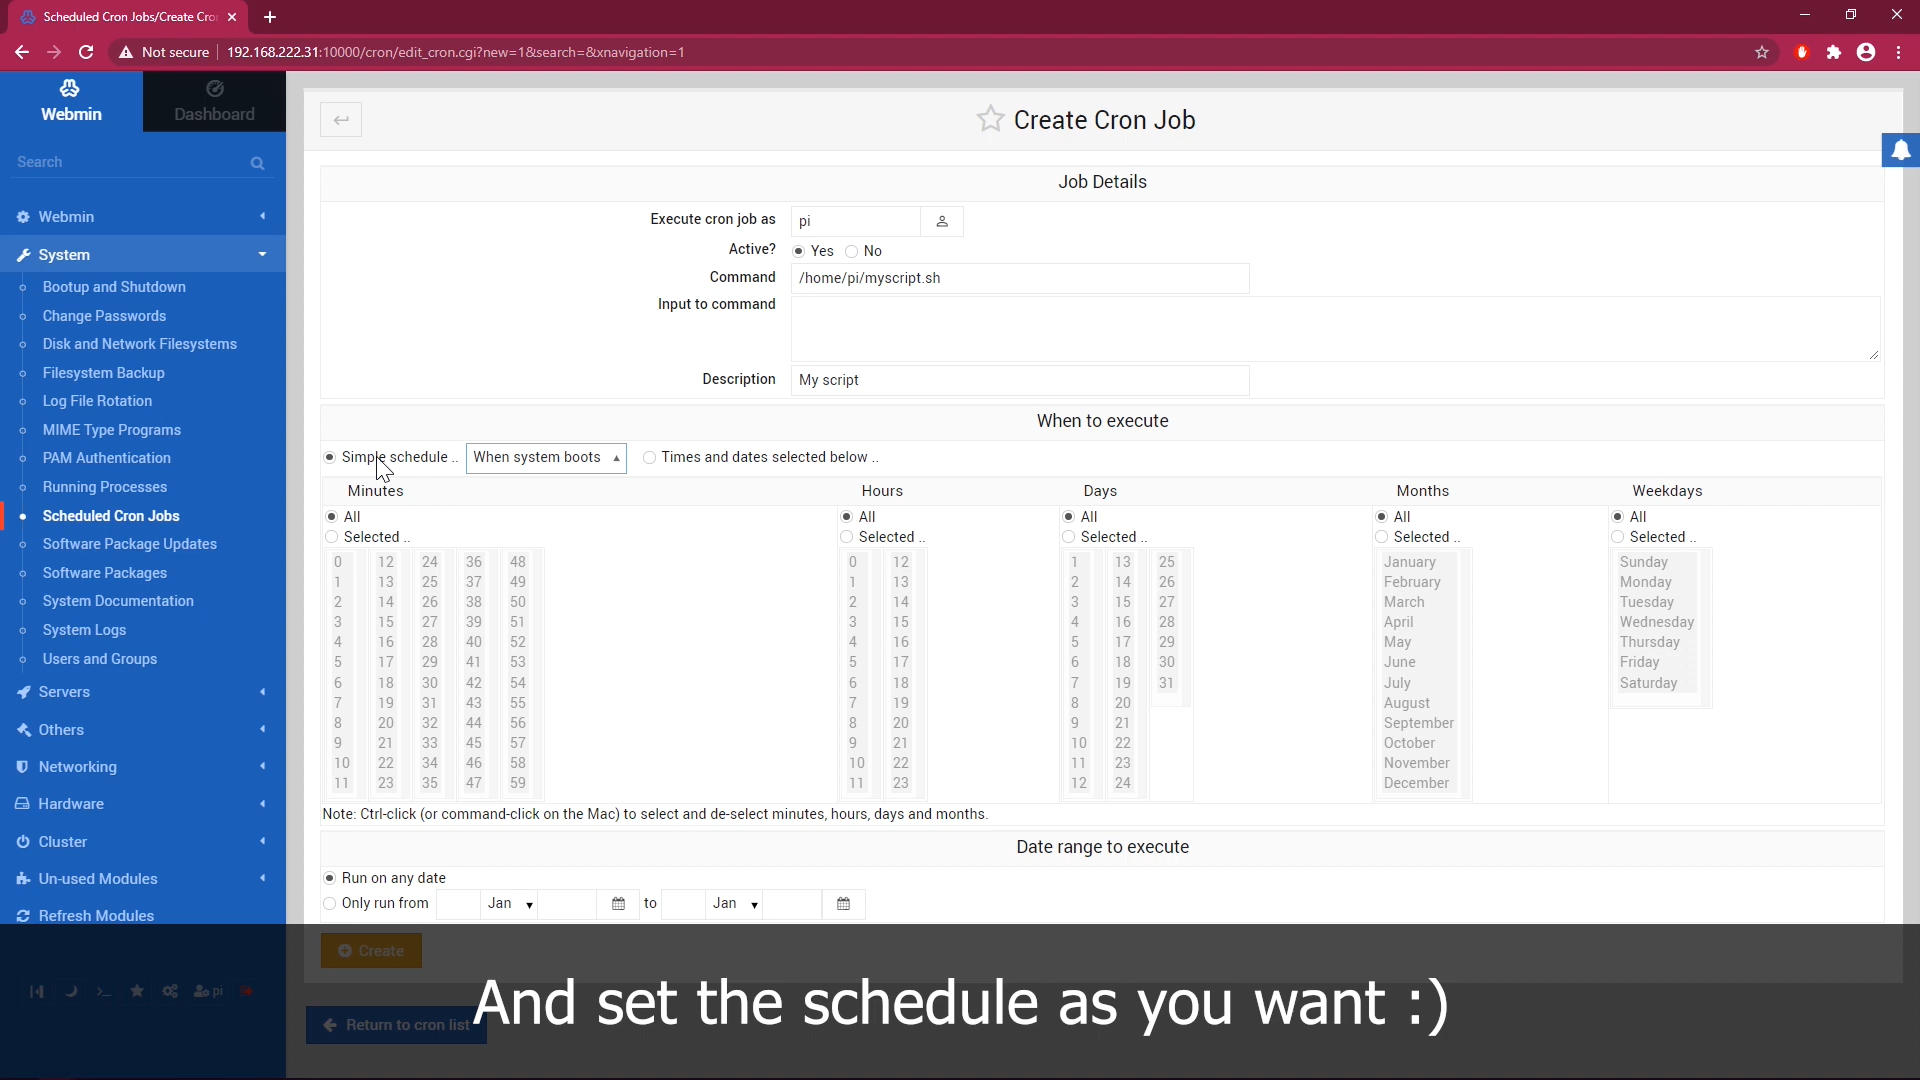 Scheduled Cron Jobs/Create Cro
Not secure
192.168.222.31:10000/cron/edit_cron.cgi?new=1&search=&xnavigation=1
Webmin
Dashboard
Search
Webmin
System
Bootup and Shutdown
Change Passwords
Disk and Network Filesystems
Filesystem Backup
Log File Rotation
MIME Type Programs
PAM Authentication
Running Processes
Scheduled Cron Jobs
Software Package Updates
Software Packages
System Documentation
System Logs
Users and Groups
Servers
Others
Networking
Hardware
Cluster
Un-used Modules
Refresh Modules
pi
Create Cron Job
Job Details
Execute cron job as pi
Active? Yes No
Command /home/pi/myscript.sh
Input to command
Description My script
When to execute
Simple schedule .. When system boots Times and dates selected below ..
Minutes Hours Days Months Weekdays
All All All All All
Selected .. Selected .. Selected .. Selected .. Selected ..
0 12 24 36 48 0 12 1 13 25 January Sunday
1 13 25 37 49 1 13 2 14 26 February Monday
2 14 26 38 50 2 14 3 15 27 March Tuesday
3 15 27 39 51 3 15 4 16 28 April Wednesday
4 16 28 40 52 4 16 5 17 29 May Thursday
5 17 29 41 53 5 17 6 18 30 June Friday
6 18 30 42 54 6 18 7 19 31 July Saturday
7 19 31 43 55 7 19 8 20 August
8 20 32 44 56 8 20 9 21 September
9 21 33 45 57 9 21 10 22 October
10 22 34 46 58 10 22 11 23 November
11 23 35 47 59 11 23 12 24 December
Note: Ctrl-click (or command-click on the Mac) to select and de-select minutes, hours, days and months.
Date range to execute
Run on any date
Only run from Jan to Jan
Create
Return to cron list
And set the schedule as you want :)